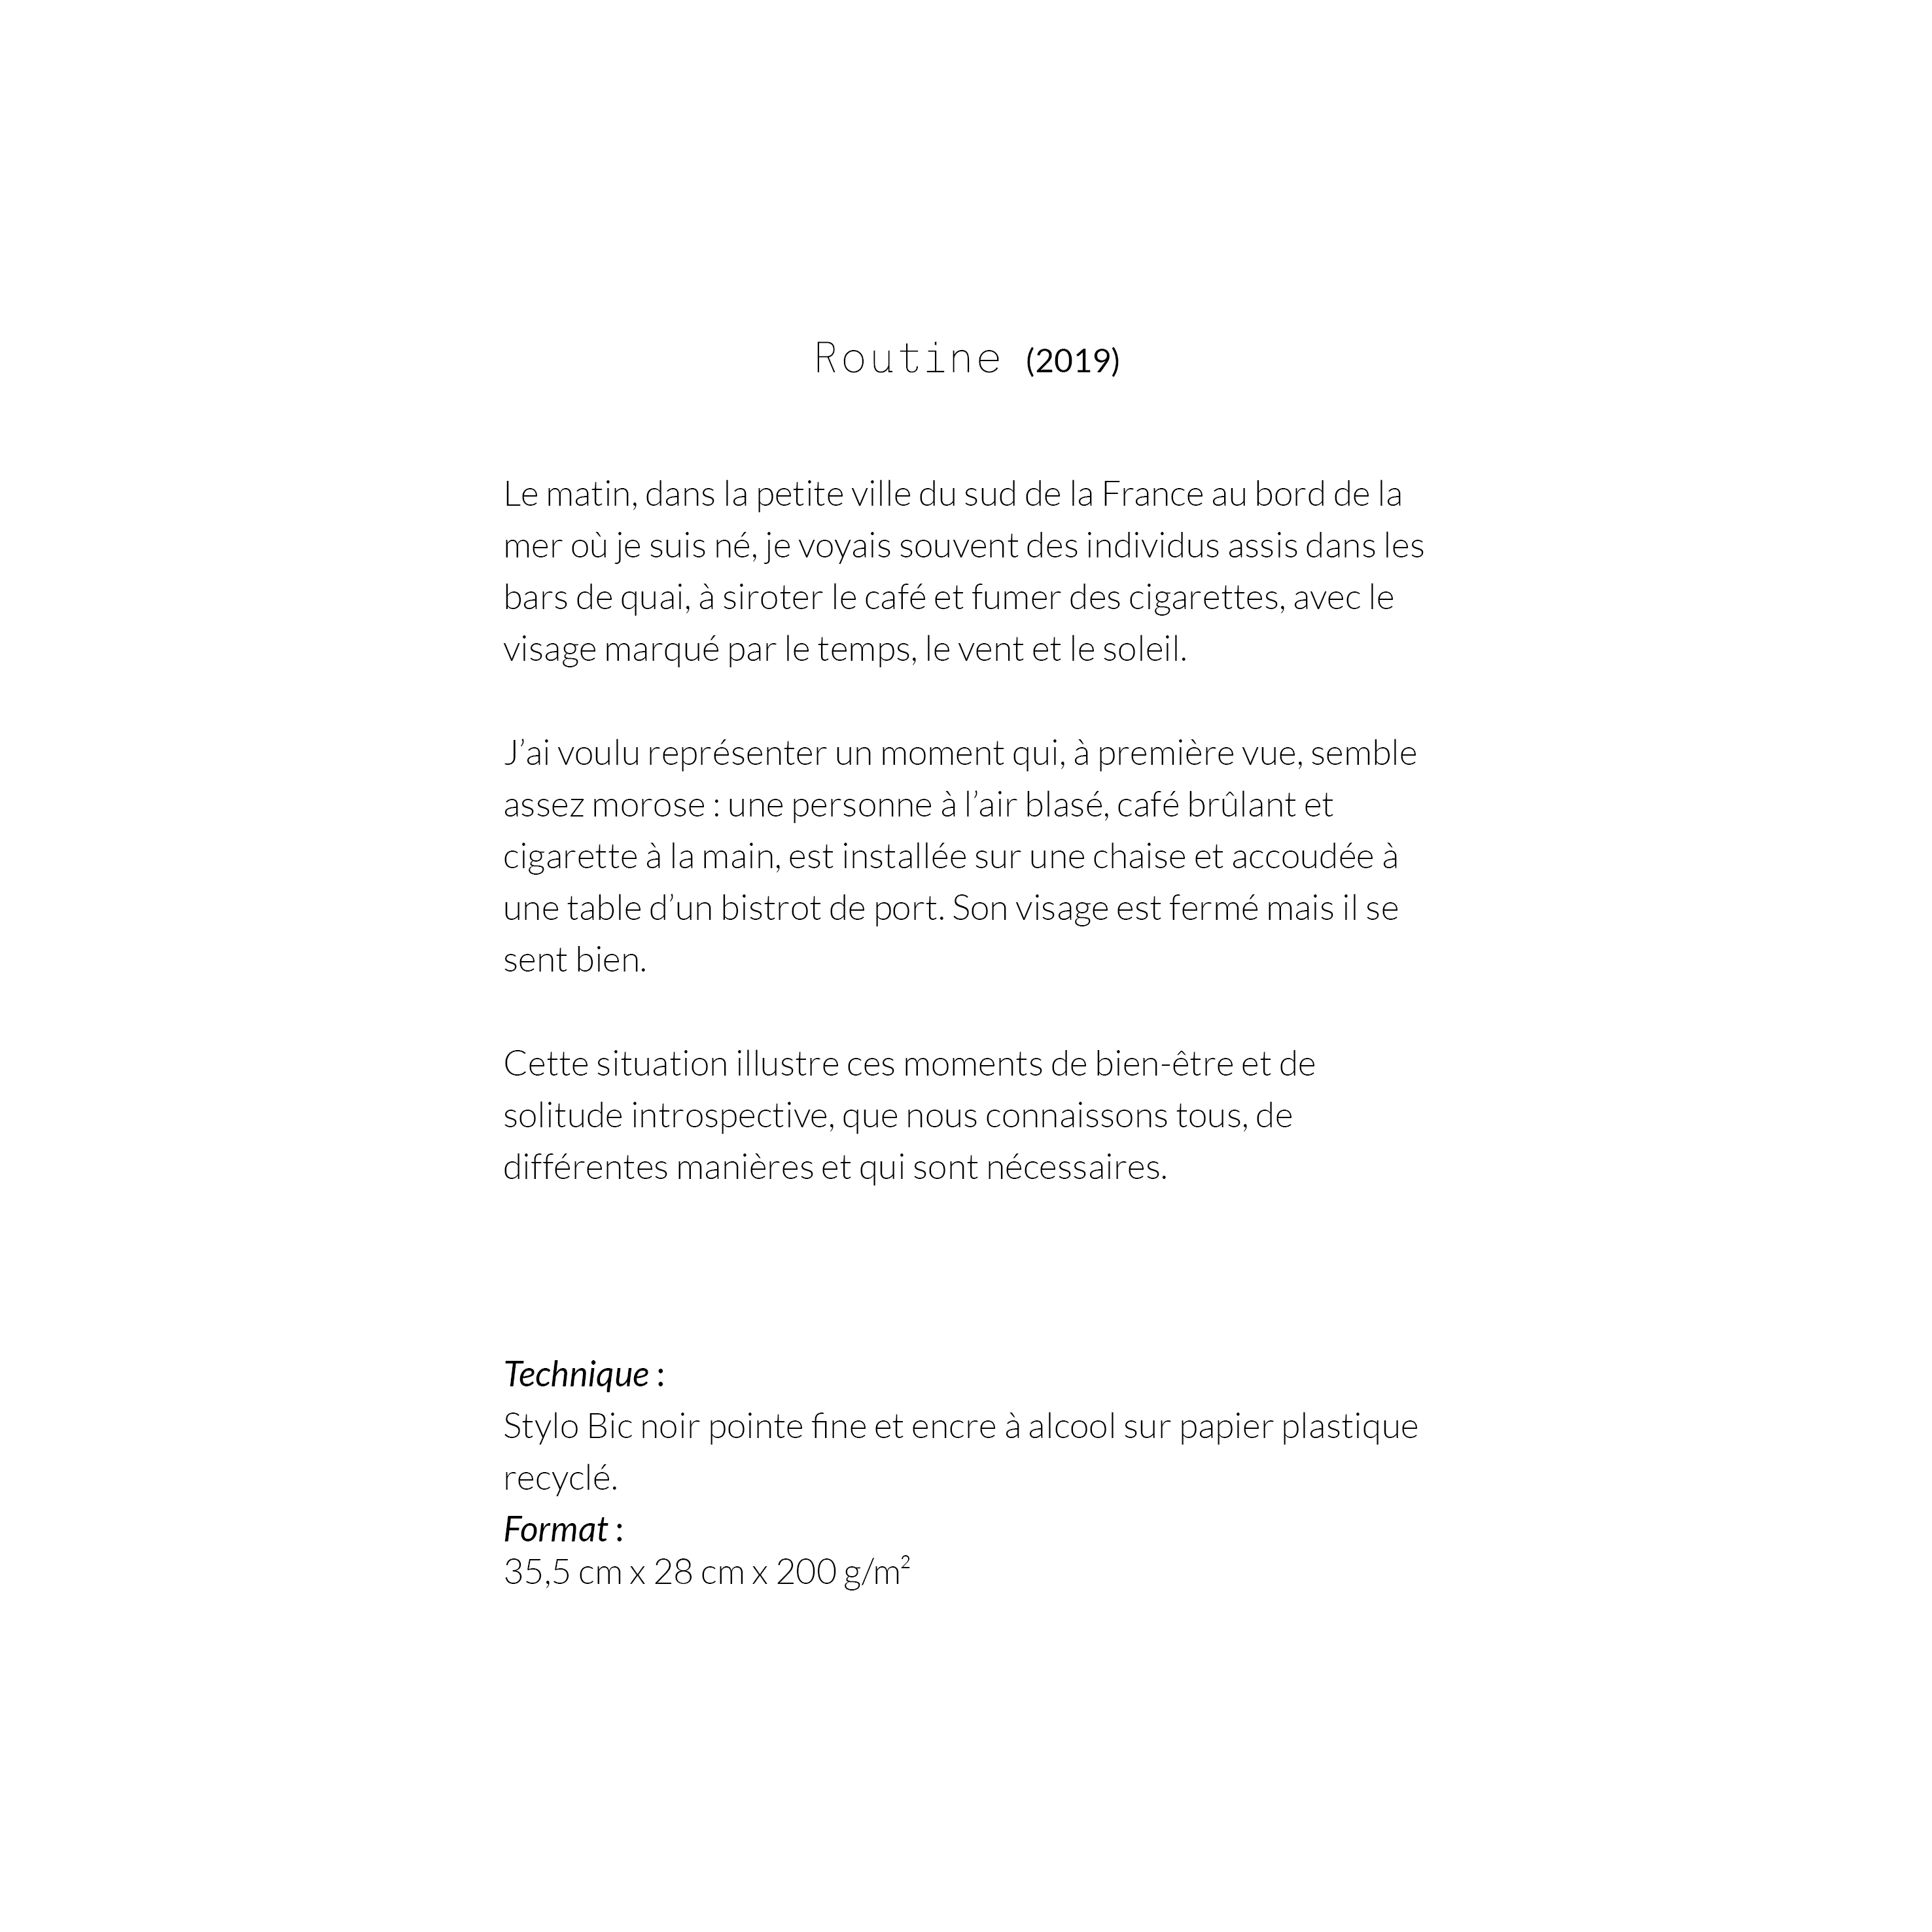 Routine (2019)
Le matin, dans la petite ville du sud de la France au bord de la
mer où je suis né, je voyais souvent des individus assis dans les
bars de quai, à siroter le café et fumer des cigarettes, avec le
visage marqué par le temps, le vent et le soleil.
J’ai voulu représenter un moment qui, à première vue, semble
assez morose : une personne à l’air blasé, café brûlant et
cigarette à la main, est installée sur une chaise et accoudée à
une table d’un bistrot de port. Son visage est fermé mais il se
sent bien.
Cette situation illustre ces moments de bien-être et de
solitude introspective, que nous connaissons tous, de
différentes manières et qui sont nécessaires.
Technique :
Stylo Bic noir pointe fine et encre à alcool sur papier plastique
recyclé.
Format :
35,5 cm x 28 cm x 200 g/m²